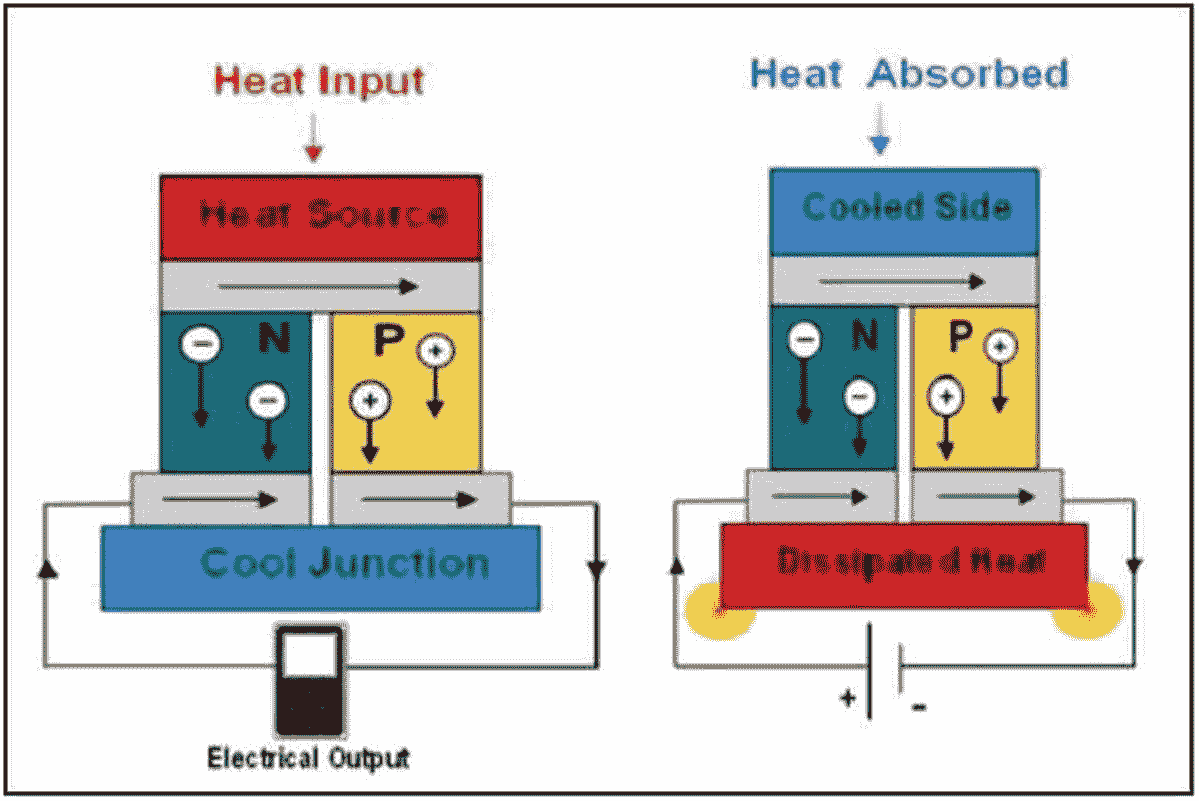 Heat Input
Heat Source
N P
− −
+ +
Cool Junction
Electrical Output
Heat Absorbed
Cooled Side
N P
− −
+ +
Dissipated Heat
+ -